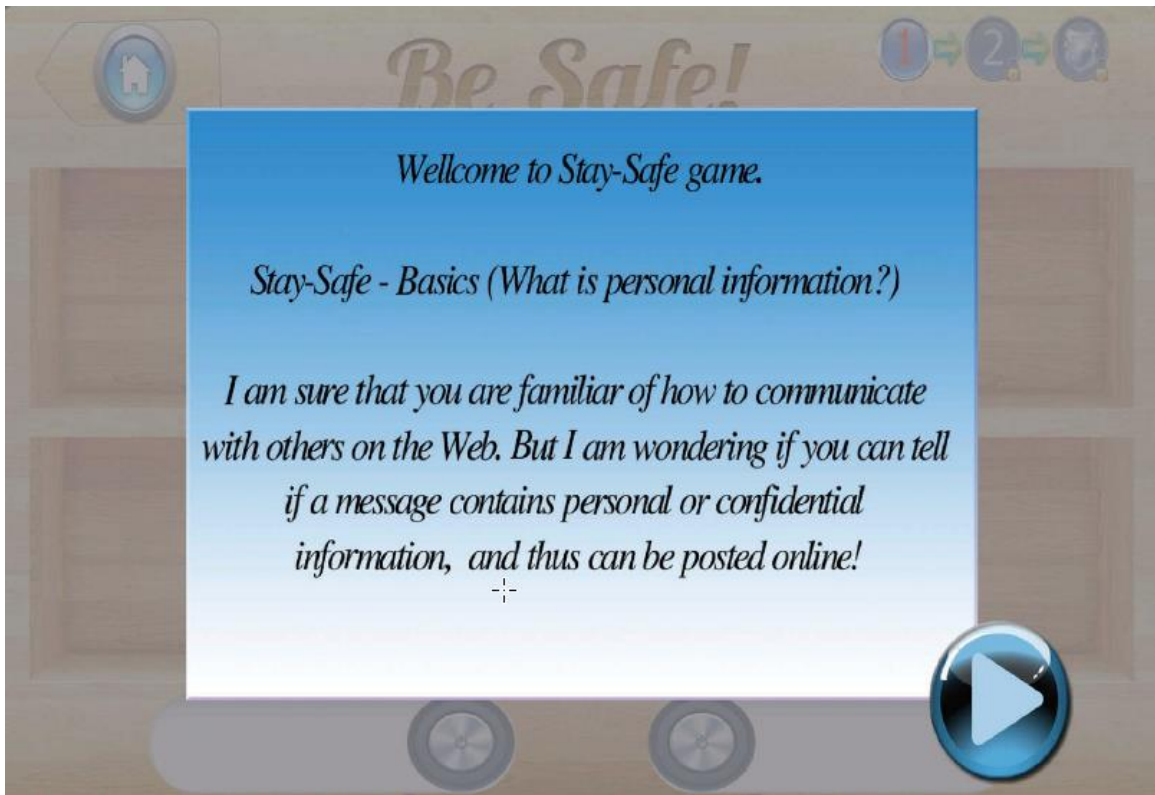 Be Safe!
1
2
Wellcome to Stay-Safe game.
Stay-Safe - Basics (What is personal information?)
I am sure that you are familiar of how to communicate
with others on the Web. But I am wondering if you can tell
if a message contains personal or confidential
information, and thus can be posted online!